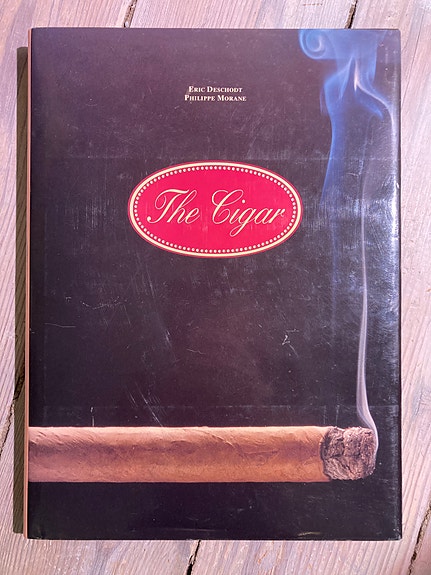 Eric Deschodt
Philippe Morane
The Cigar